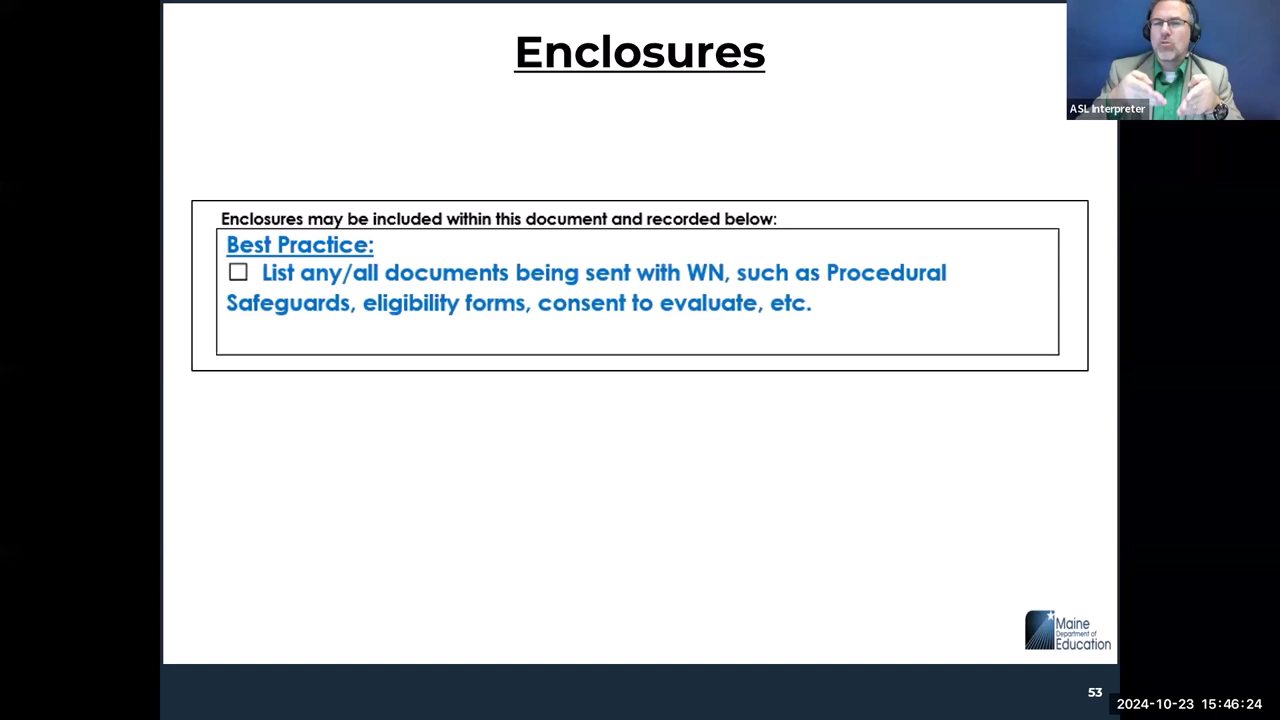 Enclosures
ASL Interpreter
Enclosures may be included within this document and recorded below:
Best Practice:
☐ List any/all documents being sent with WN, such as Procedural
Safeguards, eligibility forms, consent to evaluate, etc.
Maine
Department of
Education
53
2024-10-23 15:46:24